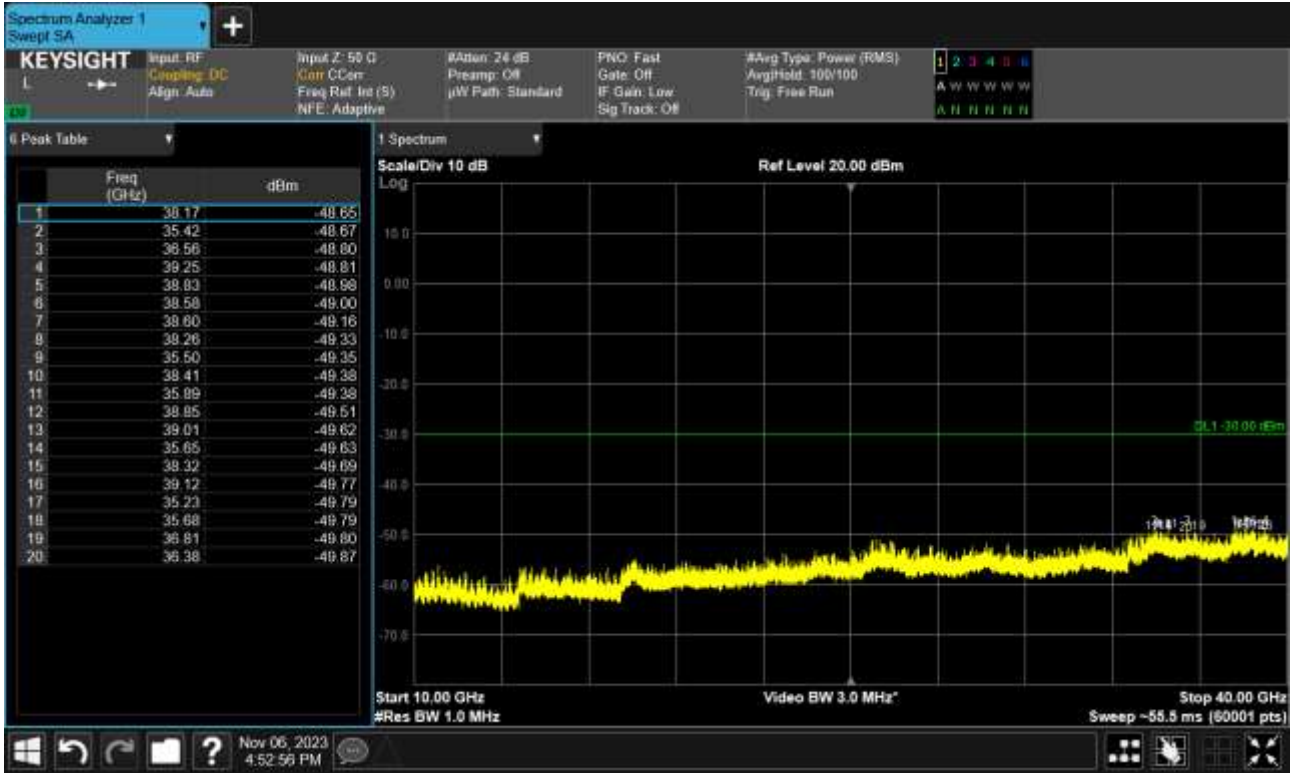 Spectrum Analyzer 1
Swept SA
+
KEYSIGHT
L
Input: RF
Coupling: DC
Align: Auto
Input Z: 50 Ω
Corr CCorr
Freq Ref: Int (S)
NFE: Adaptive
#Atten: 24 dB
Preamp: Off
µW Path: Standard
PNO: Fast
Gate: Off
IF Gain: Low
Sig Track: Off
#Avg Type: Power (RMS)
Avg|Hold: 100/100
Trig: Free Run
1 2 3 4 5 6
A W W W W W
A N N N N N
6 Peak Table
Freq (GHz) dBm
1 38.17 -48.65
2 35.42 -48.67
3 36.56 -48.80
4 39.25 -48.81
5 38.83 -48.98
6 38.58 -49.00
7 38.60 -49.16
8 38.26 -49.33
9 35.50 -49.35
10 38.41 -49.38
11 35.89 -49.38
12 38.85 -49.51
13 39.01 -49.62
14 35.65 -49.63
15 38.32 -49.69
16 39.12 -49.77
17 35.23 -49.79
18 35.68 -49.79
19 36.81 -49.80
20 36.38 -49.87
1 Spectrum
Scale/Div 10 dB
Ref Level 20.00 dBm
Log
10.0
0.00
-10.0
-20.0
-30.0
DL1 -30.00 dBm
-40.0
-50.0
-60.0
-70.0
Start 10.00 GHz
Video BW 3.0 MHz*
Stop 40.00 GHz
#Res BW 1.0 MHz
Sweep ~55.5 ms (60001 pts)
?
Nov 06, 2023
4:52:56 PM